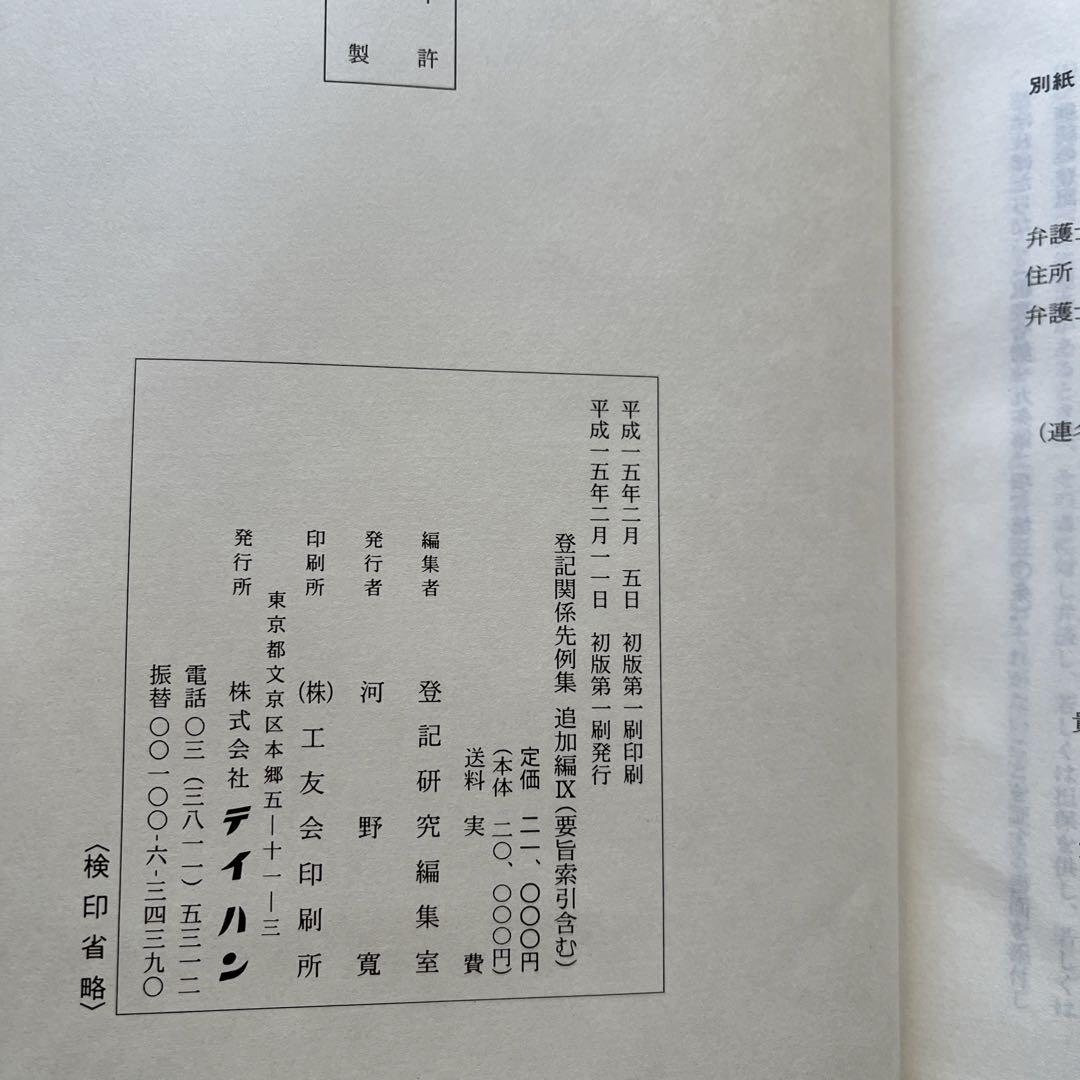 許
製
平成一五年二月　五日　初版第一刷印刷
平成一五年二月一一日　初版第一刷発行
登記関係先例集　追加編Ⅸ（要旨索引含む）
定価　二一、〇〇〇円
（本体　二〇、〇〇〇円）
送料　実　費
編集者　登記研究編集室
発行者　河野寛
印刷所　（株）工友会印刷所
東京都文京区本郷五―十一―三
発行所　株式会社テイハン
電話〇三（三八一一）五三一二
振替〇〇一〇〇-六-三四三九〇
〈検印省略〉
別紙
弁護士
住所
弁護士
（連名